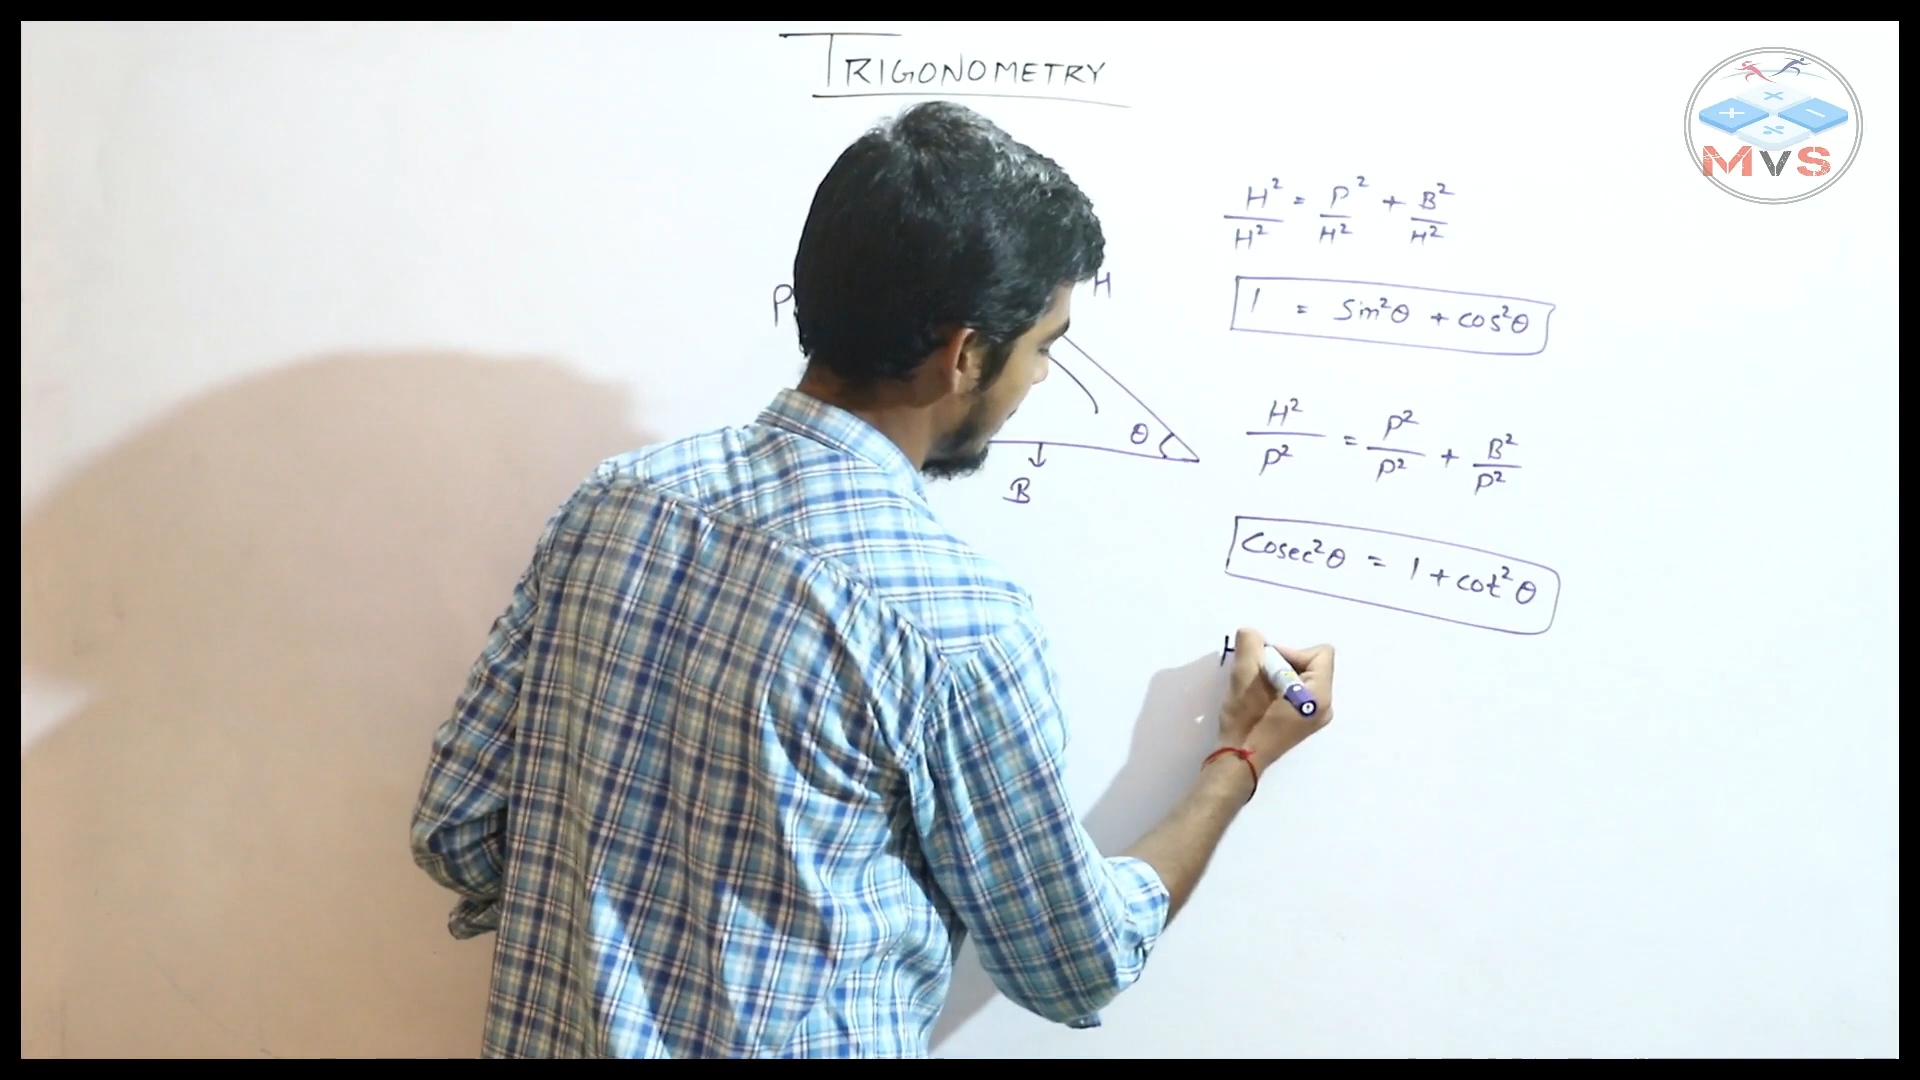 TRIGONOMETRY
MVS
H²/H² = P²/H² + B²/H²
P
H
1 = Sin²θ + cos²θ
H²/P² = P²/P² + B²/P²
θ
B
Cosec²θ = 1 + cot²θ
H